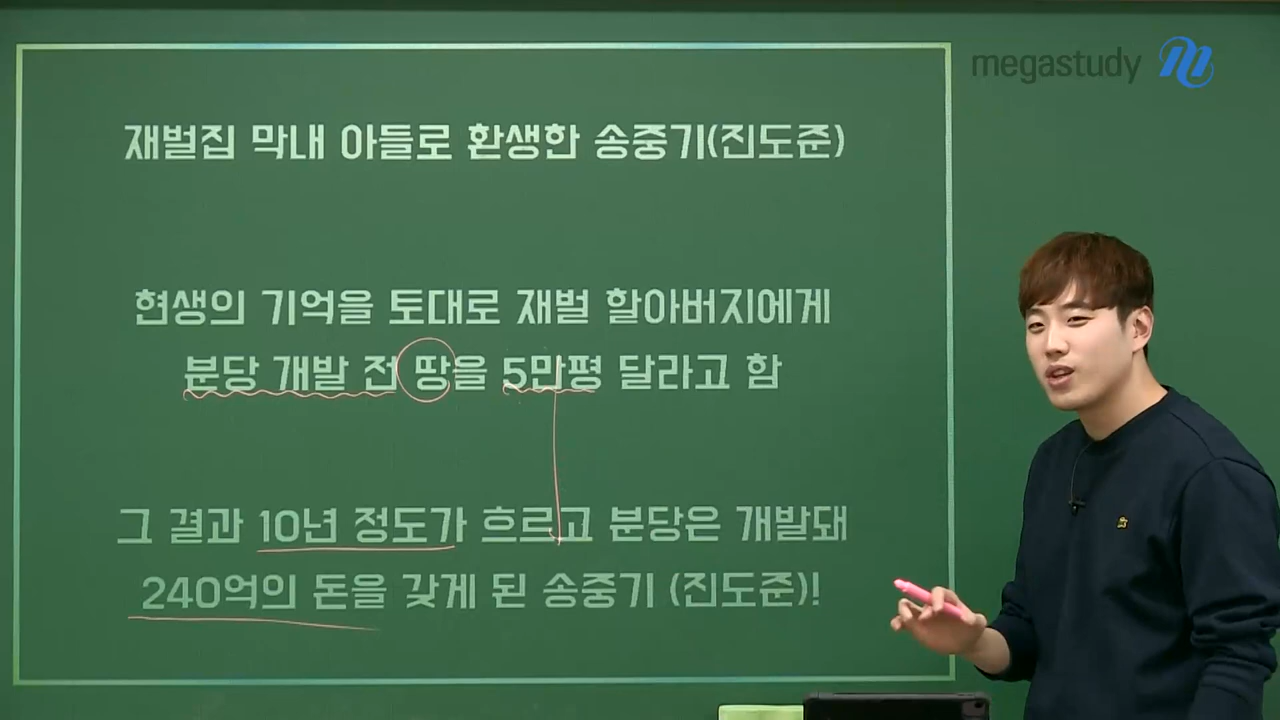 megastudy
재벌집 막내 아들로 환생한 송중기(진도준)
현생의 기억을 토대로 재벌 할아버지에게
분당 개발 전 땅을 5만평 달라고 함
그 결과 10년 정도가 흐르고 분당은 개발돼
240억의 돈을 갖게 된 송중기 (진도준)!